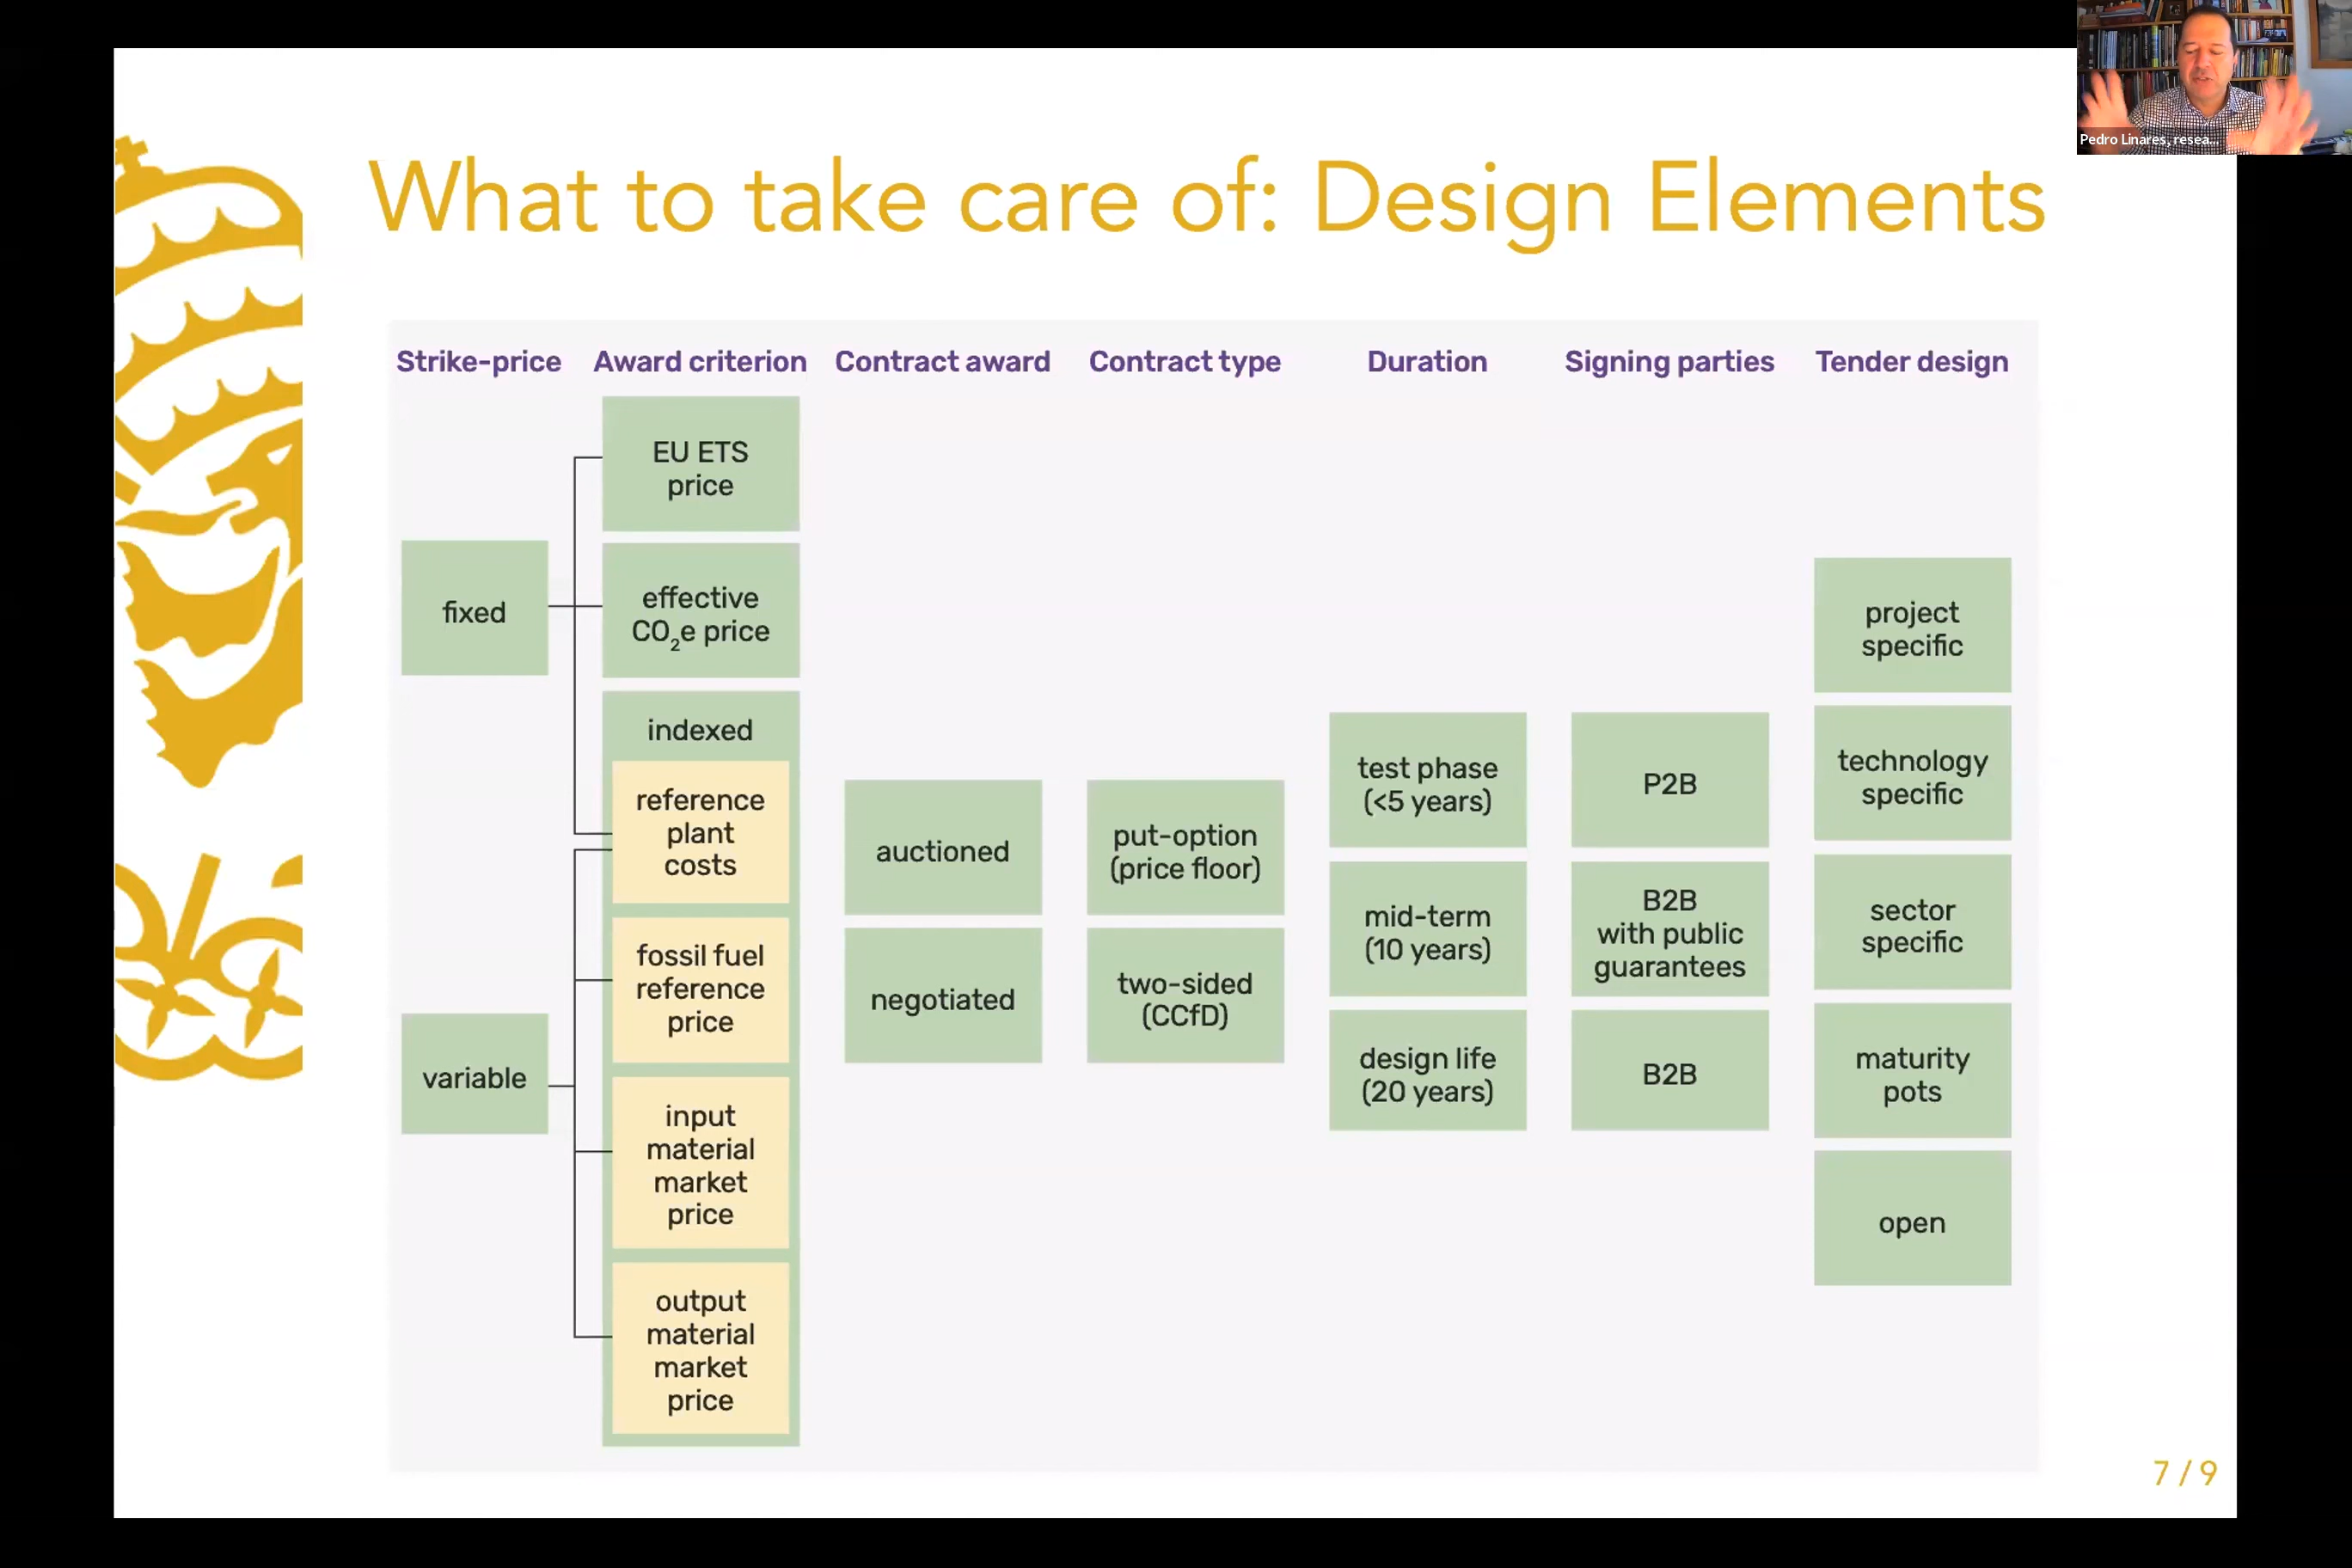 Pedro Linares, resea...
What to take care of: Design Elements
Strike-price
Award criterion
Contract award
Contract type
Duration
Signing parties
Tender design
fixed
variable
EU ETS
price
effective
CO₂e price
indexed
reference
plant
costs
fossil fuel
reference
price
input
material
market
price
output
material
market
price
auctioned
negotiated
put-option
(price floor)
two-sided
(CCfD)
test phase
(<5 years)
mid-term
(10 years)
design life
(20 years)
P2B
B2B
with public
guarantees
B2B
project
specific
technology
specific
sector
specific
maturity
pots
open
7 / 9